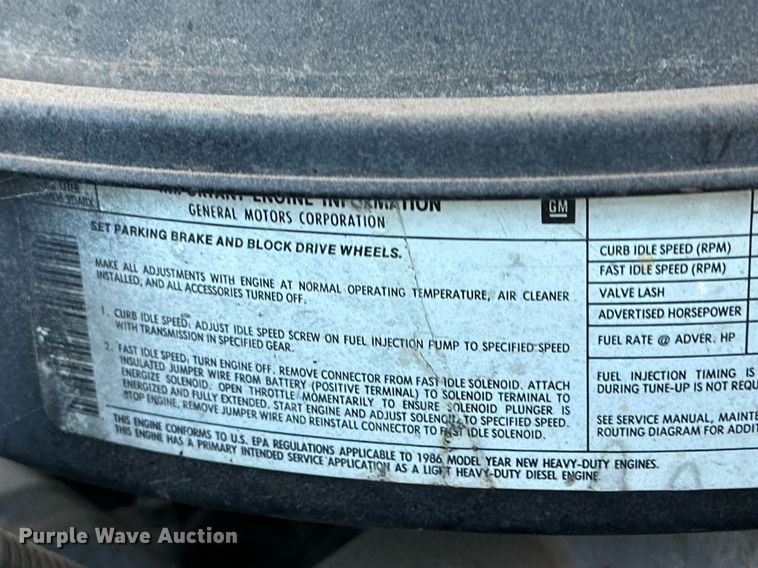 IMPORTANT ENGINE INFORMATION
GENERAL MOTORS CORPORATION
GM
SET PARKING BRAKE AND BLOCK DRIVE WHEELS.
MAKE ALL ADJUSTMENTS WITH ENGINE AT NORMAL OPERATING TEMPERATURE, AIR CLEANER
INSTALLED, AND ALL ACCESSORIES TURNED OFF.
1. CURB IDLE SPEED: ADJUST IDLE SPEED SCREW ON FUEL INJECTION PUMP TO SPECIFIED SPEED
WITH TRANSMISSION IN SPECIFIED GEAR.
2. FAST IDLE SPEED: TURN ENGINE OFF. REMOVE CONNECTOR FROM FAST IDLE SOLENOID. ATTACH
INSULATED JUMPER WIRE FROM BATTERY (POSITIVE TERMINAL) TO SOLENOID TERMINAL TO
ENERGIZE SOLENOID. OPEN THROTTLE MOMENTARILY TO ENSURE SOLENOID PLUNGER IS
ENERGIZED AND FULLY EXTENDED. START ENGINE AND ADJUST SOLENOID TO SPECIFIED SPEED.
STOP ENGINE, REMOVE JUMPER WIRE AND REINSTALL CONNECTOR TO FAST IDLE SOLENOID.
THIS ENGINE CONFORMS TO U.S. EPA REGULATIONS APPLICABLE TO 1986 MODEL YEAR NEW HEAVY-DUTY ENGINES.
THIS ENGINE HAS A PRIMARY INTENDED SERVICE APPLICATION AS A LIGHT HEAVY-DUTY DIESEL ENGINE.
CURB IDLE SPEED (RPM)
FAST IDLE SPEED (RPM)
VALVE LASH
ADVERTISED HORSEPOWER
FUEL RATE @ ADVER. HP
FUEL INJECTION TIMING IS
DURING TUNE-UP IS NOT REQU
SEE SERVICE MANUAL, MAINTE
ROUTING DIAGRAM FOR ADDIT
Purple Wave Auction